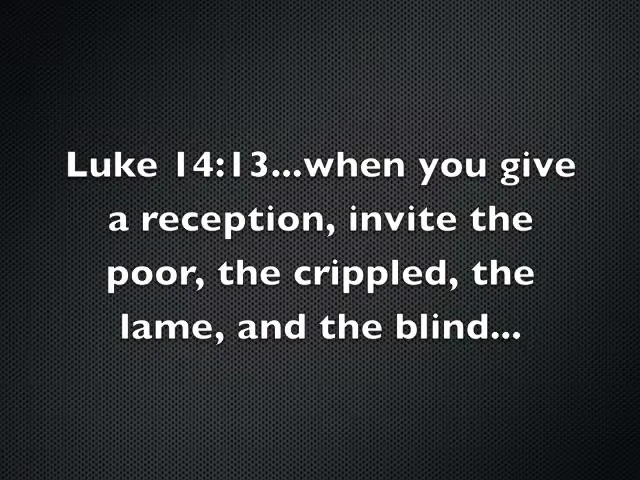 Luke 14:13...when you give
a reception, invite the
poor, the crippled, the
lame, and the blind...